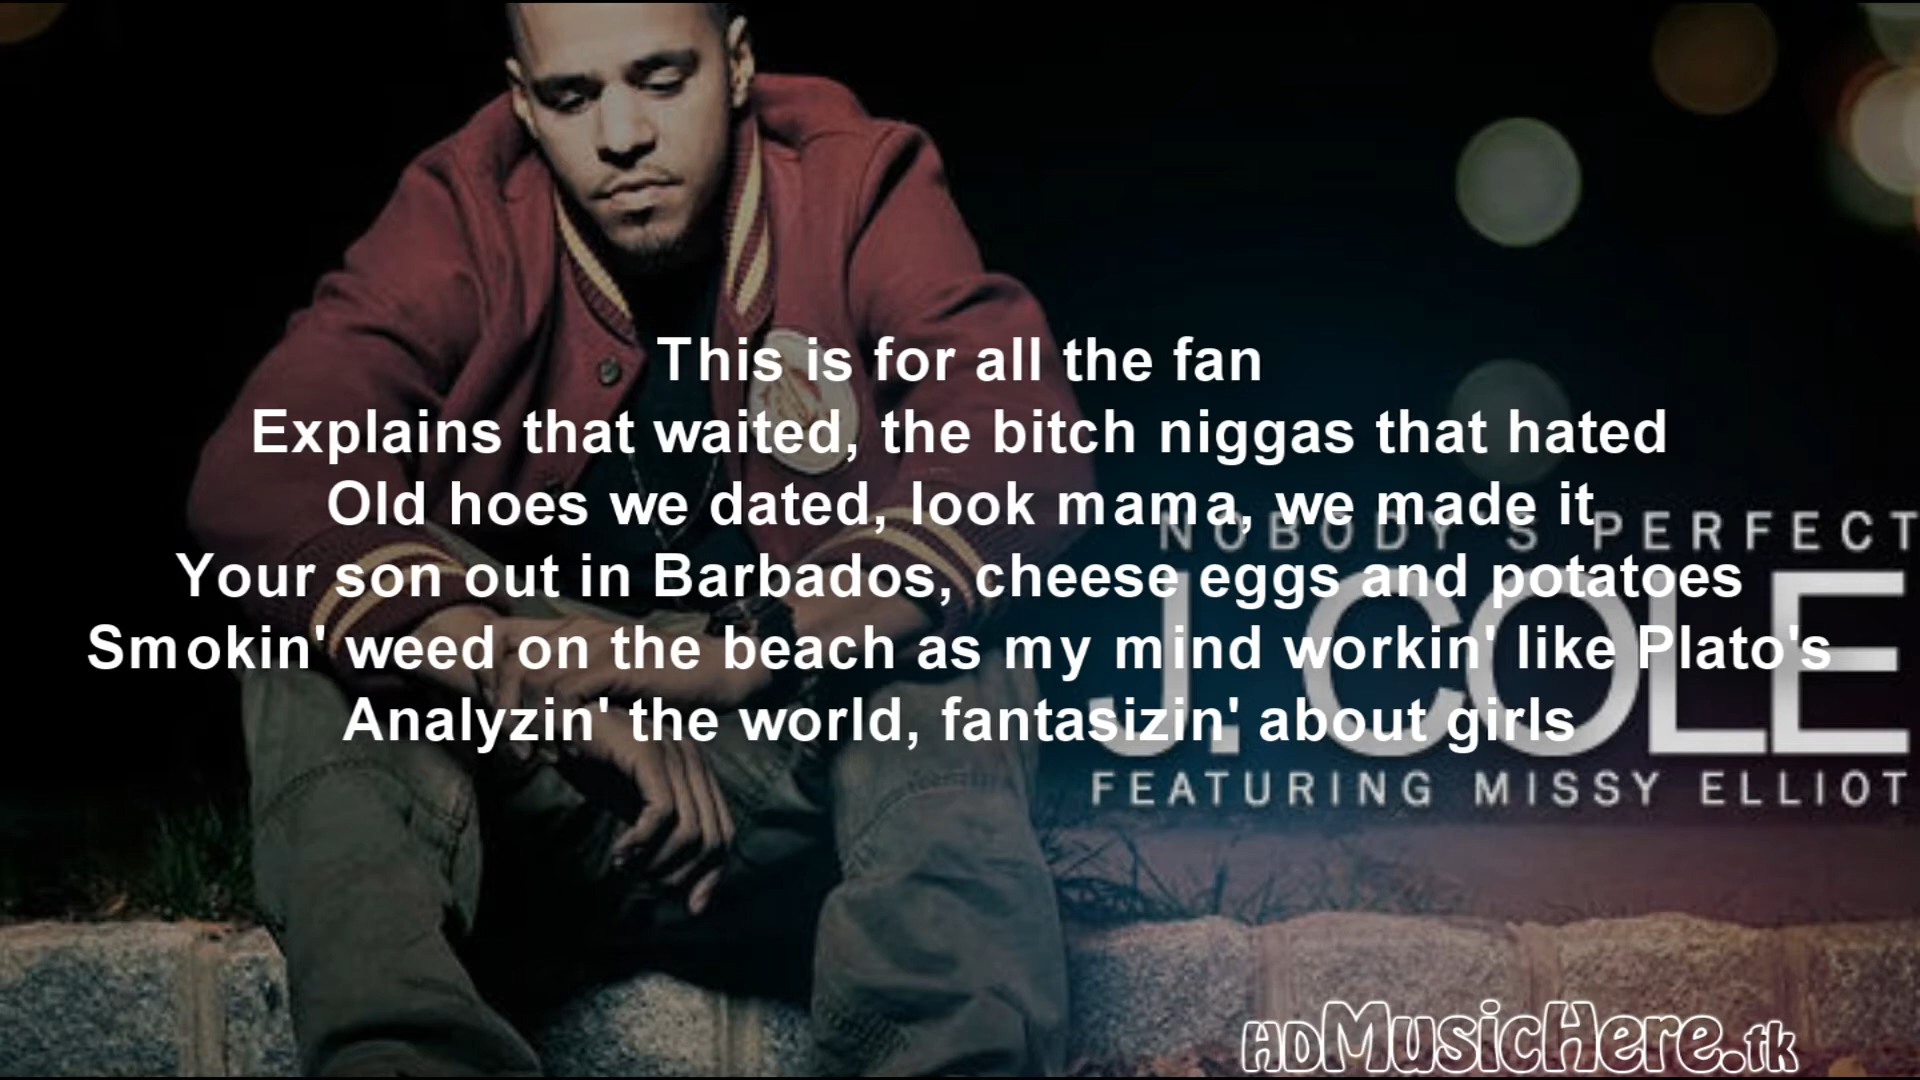 This is for all the fan
Explains that waited, the bitch niggas that hated
Old hoes we dated, look mama, we made it
Your son out in Barbados, cheese eggs and potatoes
Smokin' weed on the beach as my mind workin' like Plato's
Analyzin' the world, fantasizin' about girls
NOBODY'S PERFECT
J. COLE
FEATURING MISSY ELLIOT
HDMusicHere.tk